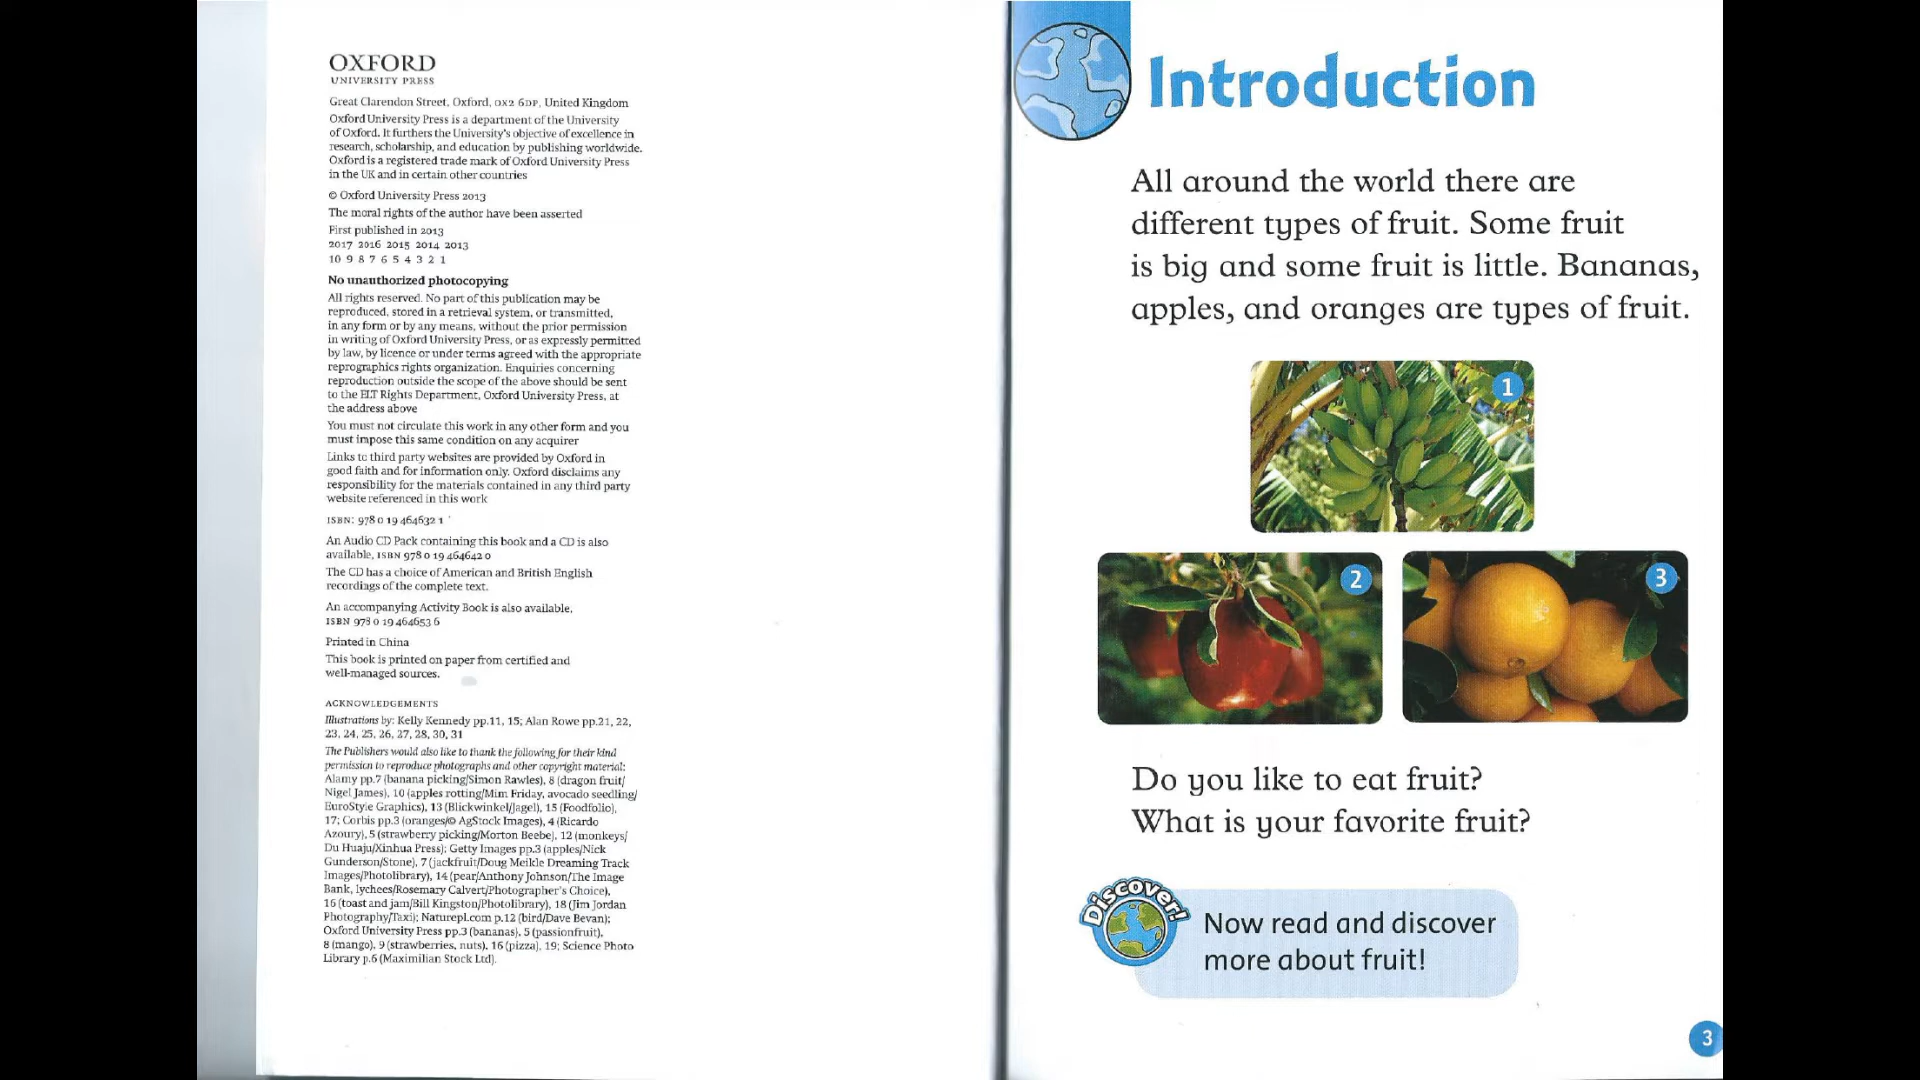 OXFORD
UNIVERSITY PRESS
Great Clarendon Street, Oxford, OX2 6DP, United Kingdom
Oxford University Press is a department of the University
of Oxford. It furthers the University's objective of excellence in
research, scholarship, and education by publishing worldwide.
Oxford is a registered trade mark of Oxford University Press
in the UK and in certain other countries
© Oxford University Press 2013
The moral rights of the author have been asserted
First published in 2013
2017 2016 2015 2014 2013
10 9 8 7 6 5 4 3 2 1
No unauthorized photocopying
All rights reserved. No part of this publication may be
reproduced, stored in a retrieval system, or transmitted,
in any form or by any means, without the prior permission
in writing of Oxford University Press, or as expressly permitted
by law, by licence or under terms agreed with the appropriate
reprographics rights organization. Enquiries concerning
reproduction outside the scope of the above should be sent
to the ELT Rights Department, Oxford University Press, at
the address above
You must not circulate this work in any other form and you
must impose this same condition on any acquirer
Links to third party websites are provided by Oxford in
good faith and for information only. Oxford disclaims any
responsibility for the materials contained in any third party
website referenced in this work
ISBN: 978 0 19 464632 1
An Audio CD Pack containing this book and a CD is also
available, ISBN 978 0 19 464642 0
The CD has a choice of American and British English
recordings of the complete text.
An accompanying Activity Book is also available,
ISBN 978 0 19 464653 6
Printed in China
This book is printed on paper from certified and
well-managed sources.
ACKNOWLEDGEMENTS
Illustrations by: Kelly Kennedy pp.11, 15; Alan Rowe pp.21, 22,
23, 24, 25, 26, 27, 28, 30, 31
The Publishers would also like to thank the following for their kind
permission to reproduce photographs and other copyright material:
Alamy pp.7 (banana picking/Simon Rawles), 8 (dragon fruit/
Nigel James), 10 (apples rotting/Mim Friday, avocado seedling/
EuroStyle Graphics), 13 (Blickwinkel/Jagel), 15 (Foodfolio),
17; Corbis pp.3 (oranges/© AgStock Images), 4 (Ricardo
Azoury), 5 (strawberry picking/Morton Beebe), 12 (monkeys/
Du Huaju/Xinhua Press); Getty Images pp.3 (apples/Nick
Gunderson/Stone), 7 (jackfruit/Doug Meikle Dreaming Track
Images/Photolibrary), 14 (pear/Anthony Johnson/The Image
Bank, lychees/Rosemary Calvert/Photographer's Choice),
16 (toast and jam/Bill Kingston/Photolibrary), 18 (Jim Jordan
Photography/Taxi); Naturepl.com p.12 (bird/Dave Bevan);
Oxford University Press pp.3 (bananas), 5 (passionfruit),
8 (mango), 9 (strawberries, nuts), 16 (pizza), 19; Science Photo
Library p.6 (Maximilian Stock Ltd).
Introduction
All around the world there are
different types of fruit. Some fruit
is big and some fruit is little. Bananas,
apples, and oranges are types of fruit.
1
2
3
Do you like to eat fruit?
What is your favorite fruit?
Discover!
Now read and discover
more about fruit!
3